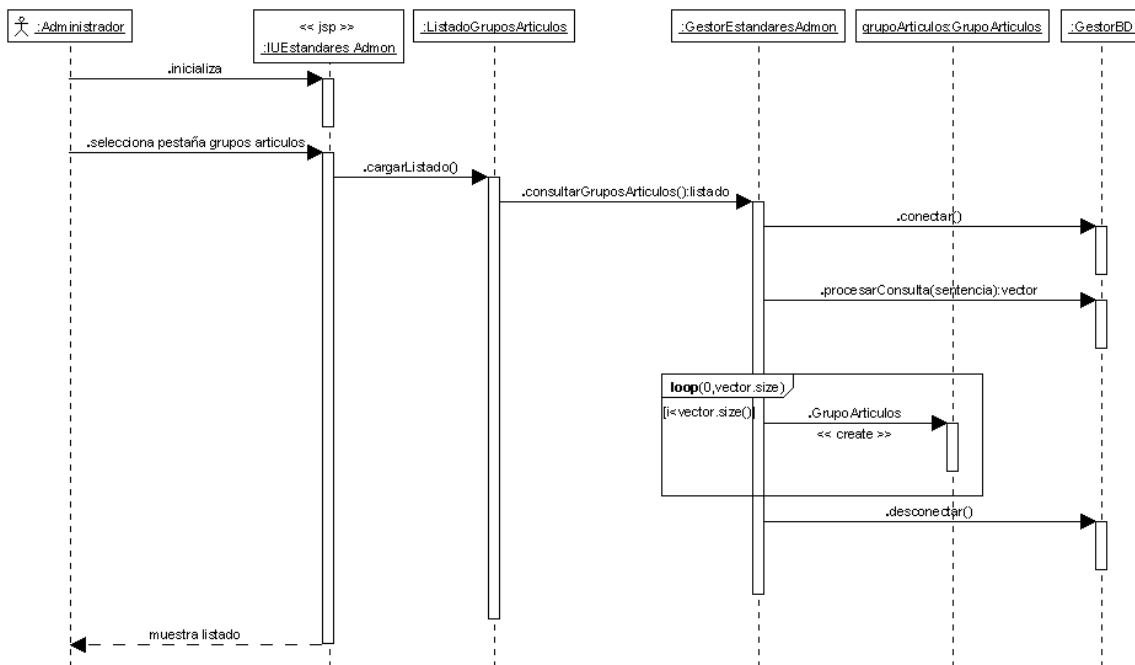 :Administrador
<< jsp >>
:IUEstandares Admon
:ListadoGruposArticulos
:GestorEstandaresAdmon
grupoArticulos:GrupoArticulos
:GestorBD
.inicializa
.selecciona pestaña grupos articulos
.cargarListado()
.consultarGruposArticulos():listado
.conectar()
.procesarConsulta(sentencia):vector
loop(0,vector.size)
[i<vector.size()]
.GrupoArticulos
<< create >>
.desconectar()
muestra listado